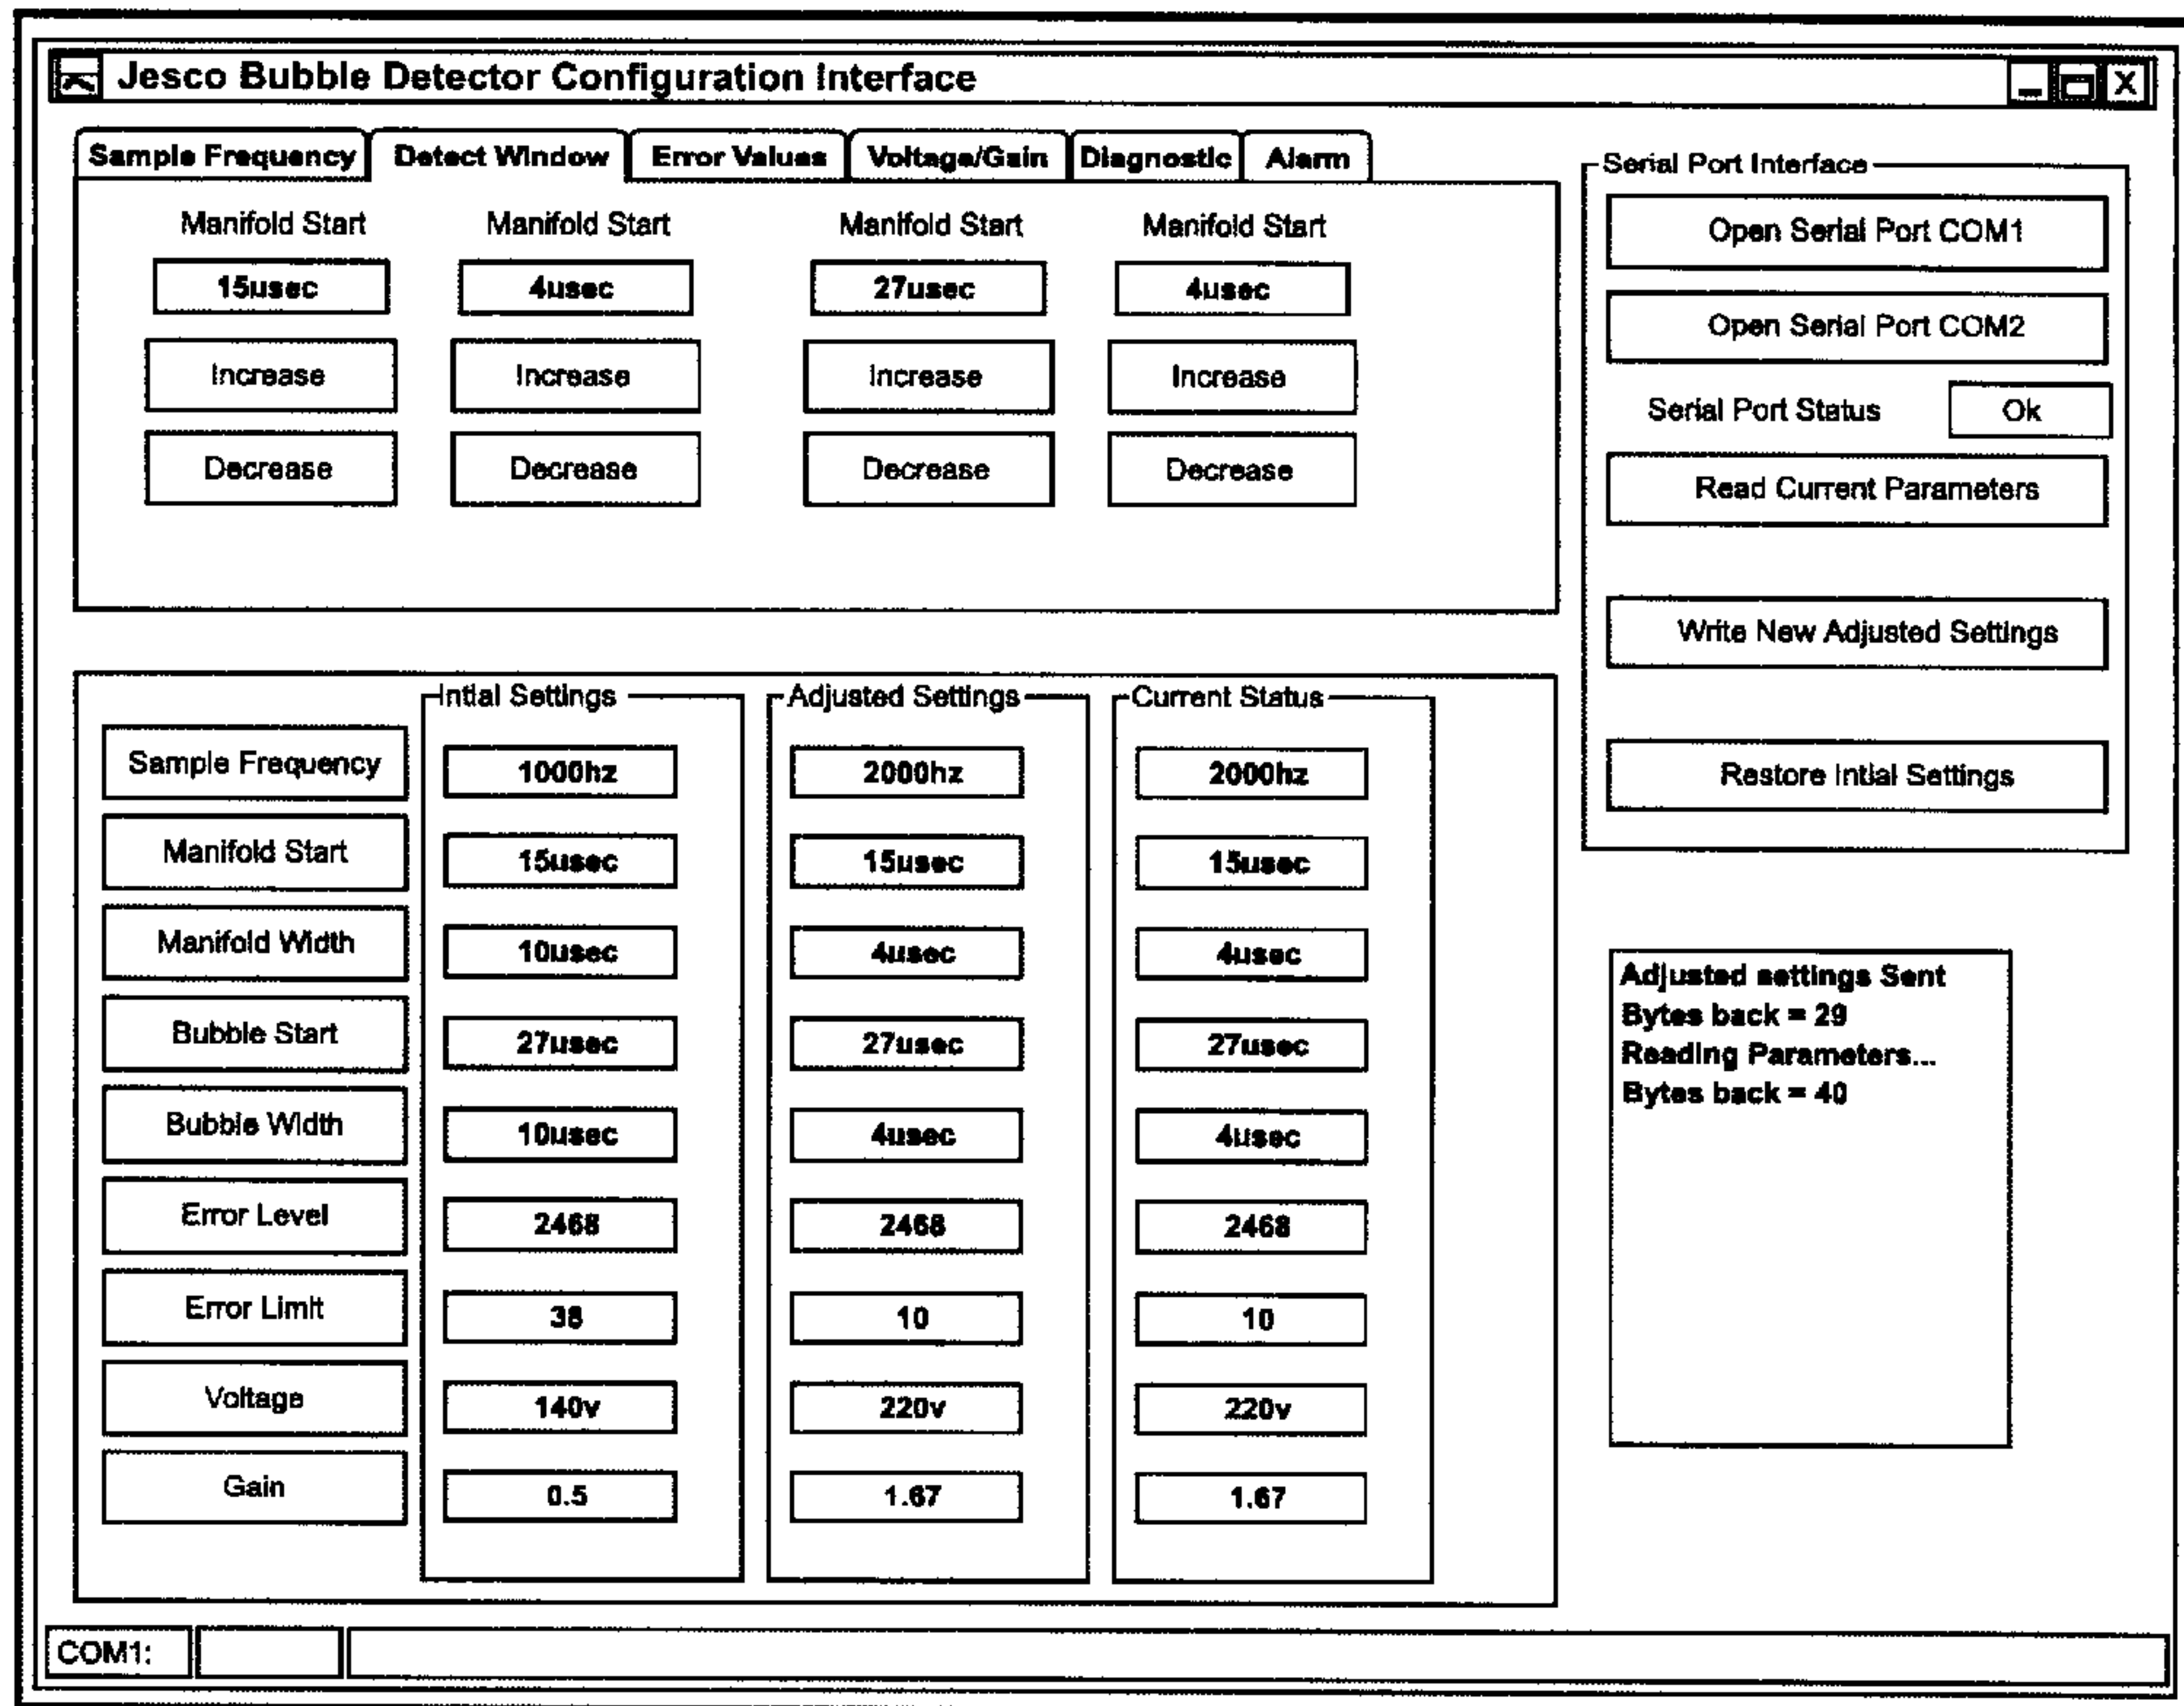 Jesco Bubble Detector Configuration Interface
Sample Frequency Detect Window Error Values Voltage/Gain Diagnostic Alarm
Manifold Start Manifold Start Manifold Start Manifold Start
15usec 4usec 27usec 4usec
Increase Increase Increase Increase
Decrease Decrease Decrease Decrease
Serial Port Interface
Open Serial Port COM1
Open Serial Port COM2
Serial Port Status Ok
Read Current Parameters
Write New Adjusted Settings
Restore Intial Settings
Intial Settings Adjusted Settings Current Status
Sample Frequency 1000hz 2000hz 2000hz
Manifold Start 15usec 15usec 15usec
Manifold Width 10usec 4usec 4usec
Bubble Start 27usec 27usec 27usec
Bubble Width 10usec 4usec 4usec
Error Level 2468 2468 2468
Error Limit 38 10 10
Voltage 140v 220v 220v
Gain 0.5 1.67 1.67
Adjusted settings Sent
Bytes back = 29
Reading Parameters...
Bytes back = 40
COM1: